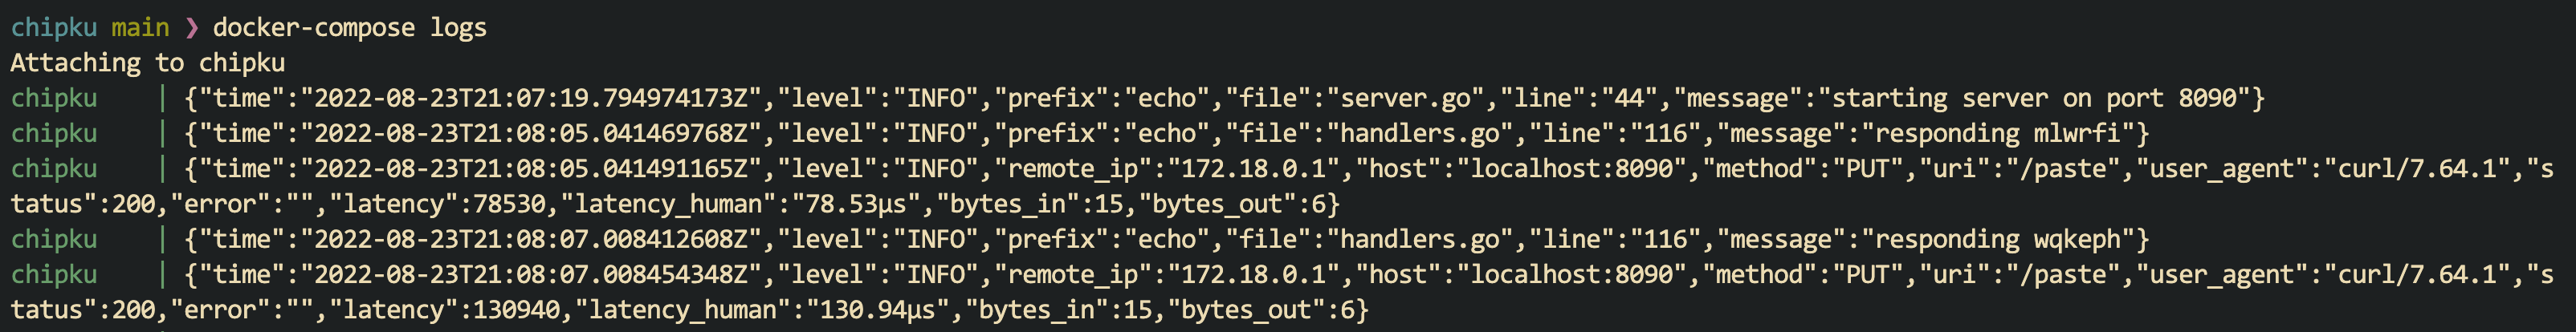 chipku main ❯ docker-compose logs
Attaching to chipku
chipku    | {"time":"2022-08-23T21:07:19.794974173Z","level":"INFO","prefix":"echo","file":"server.go","line":"44","message":"starting server on port 8090"}
chipku    | {"time":"2022-08-23T21:08:05.041469768Z","level":"INFO","prefix":"echo","file":"handlers.go","line":"116","message":"responding mlwrfi"}
chipku    | {"time":"2022-08-23T21:08:05.041491165Z","level":"INFO","remote_ip":"172.18.0.1","host":"localhost:8090","method":"PUT","uri":"/paste","user_agent":"curl/7.64.1","s
tatus":200,"error":"","latency":78530,"latency_human":"78.53µs","bytes_in":15,"bytes_out":6}
chipku    | {"time":"2022-08-23T21:08:07.008412608Z","level":"INFO","prefix":"echo","file":"handlers.go","line":"116","message":"responding wqkeph"}
chipku    | {"time":"2022-08-23T21:08:07.008454348Z","level":"INFO","remote_ip":"172.18.0.1","host":"localhost:8090","method":"PUT","uri":"/paste","user_agent":"curl/7.64.1","s
tatus":200,"error":"","latency":130940,"latency_human":"130.94µs","bytes_in":15,"bytes_out":6}